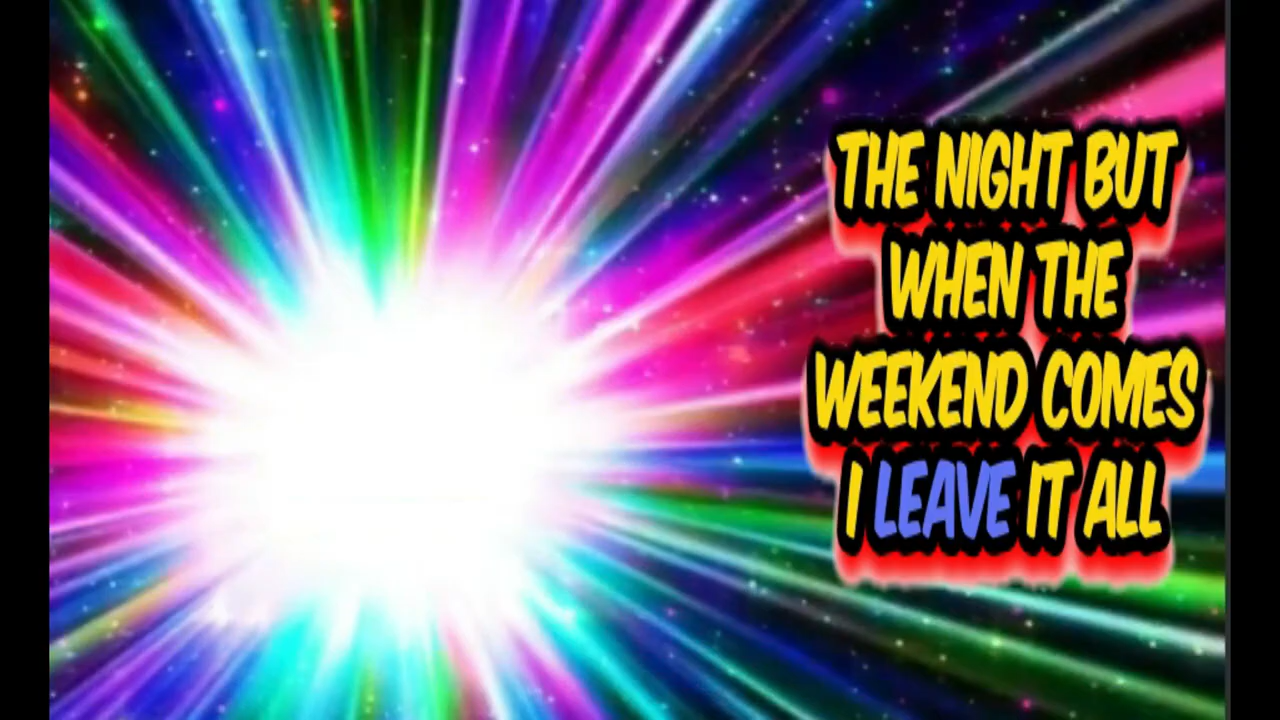 THE NIGHT BUT
WHEN THE
WEEKEND COMES
I LEAVE IT ALL